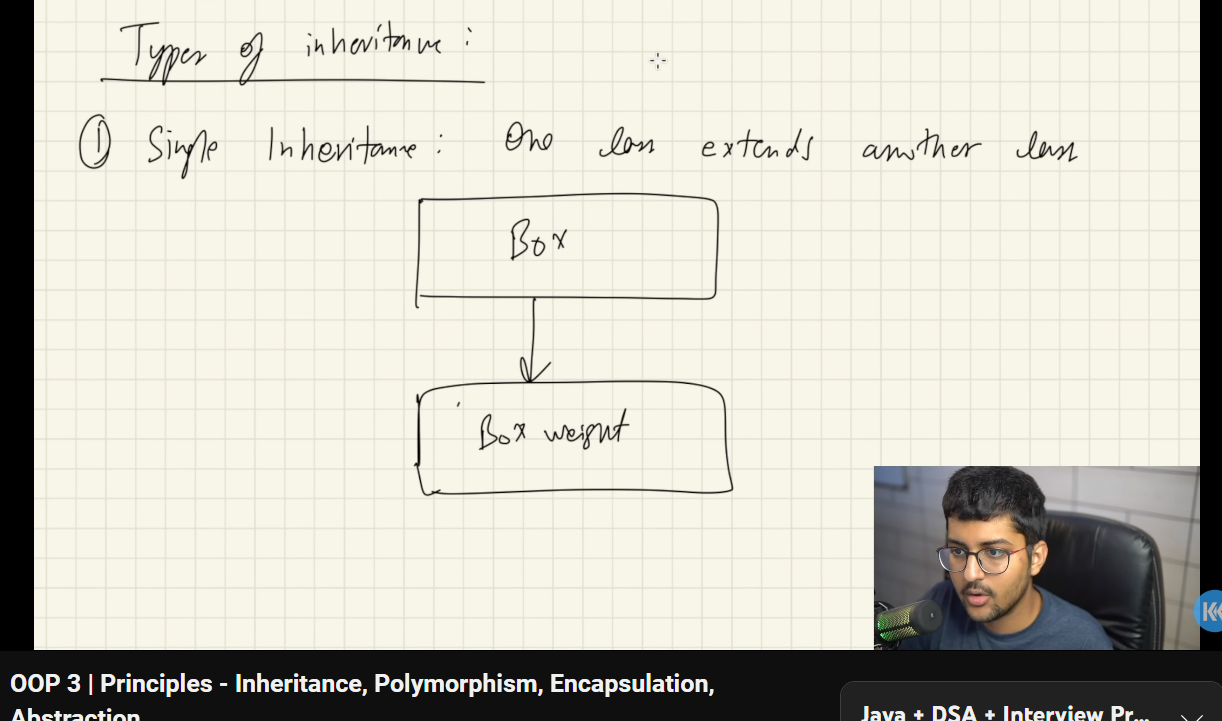 Types of inheritance :
① Single Inheritance : One class extends another class
Box
Box weight
OOP 3 | Principles - Inheritance, Polymorphism, Encapsulation,
Abstraction
Java + DSA + Interview Pr...